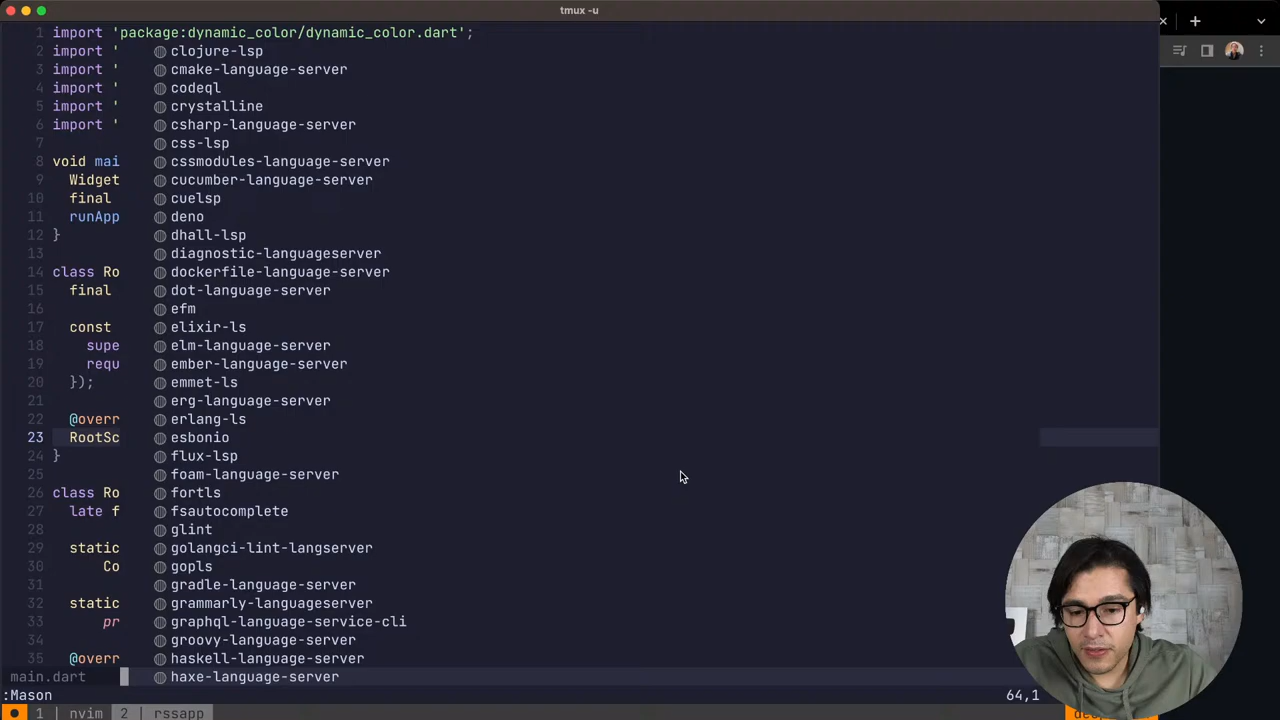 tmux -u
1 import 'package:dynamic_color/dynamic_color.dart';
2 import ' clojure-lsp
3 import ' cmake-language-server
4 import ' codeql
5 import ' crystalline
6 import ' csharp-language-server
7 css-lsp
8 void mai cssmodules-language-server
9 Widget cucumber-language-server
10 final cuelsp
11 runApp deno
12 } dhall-lsp
13 diagnostic-languageserver
14 class Ro dockerfile-language-server
15 final dot-language-server
16 efm
17 const elixir-ls
18 supe elm-language-server
19 requ ember-language-server
20 }); emmet-ls
21 erg-language-server
22 @overr erlang-ls
23 RootSc esbonio
24 } flux-lsp
25 foam-language-server
26 class Ro fortls
27 late f fsautocomplete
28 glint
29 static golangci-lint-langserver
30 Co gopls
31 gradle-language-server
32 static grammarly-languageserver
33 pr graphql-language-service-cli
34 groovy-language-server
35 @overr haskell-language-server
main.dart haxe-language-server
:Mason 64,1
1 | nvim 2 | rssapp